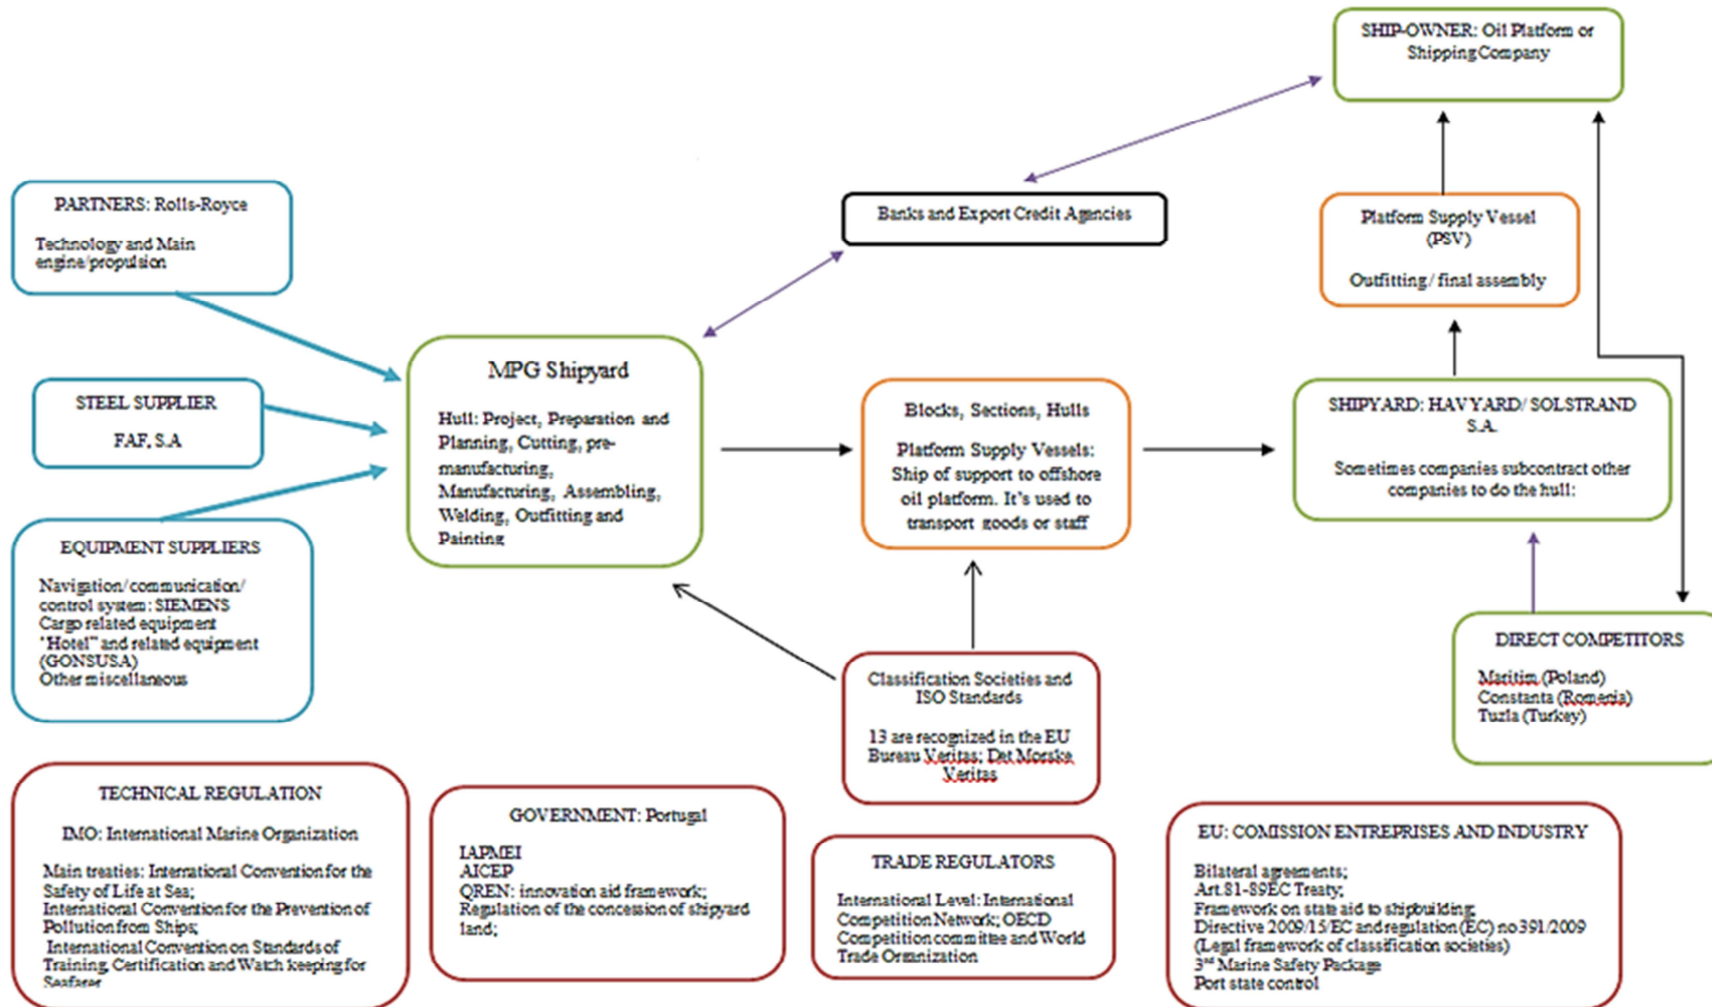 SHIP-OWNER: Oil Platform or
Shipping Company
PARTNERS: Rolls-Royce
Technology and Main
engine/propulsion
Banks and Export Credit Agencies
Platform Supply Vessel
(PSV)
Outfitting / final assembly
STEEL SUPPLIER
FAF, S.A
MPG Shipyard
Hull: Project, Preparation and
Planning, Cutting, pre-
manufacturing,
Manufacturing, Assembling,
Welding, Outfitting and
Painting
Blocks, Sections, Hulls
Platform Supply Vessels:
Ship of support to offshore
oil platform. It's used to
transport goods or staff
SHIPYARD: HAVYARD/ SOLSTRAND
S.A.
Sometimes companies subcontract other
companies to do the hull:
EQUIPMENT SUPPLIERS
Navigation/communication/
control system: SIEMENS
Cargo related equipment
"Hotel" and related equipment
(GONSUSA)
Other miscellaneous
Classification Societies and
ISO Standards
13 are recognized in the EU
Bureau Veritas; Det Morske
Veritas
DIRECT COMPETITORS
Maritim (Poland)
Constanta (Romenia)
Tuzla (Turkey)
TECHNICAL REGULATION
IMO: International Marine Organization
Main treaties: International Convention for the
Safety of Life at Sea;
International Convention for the Prevention of
Pollution from Ships;
International Convention on Standards of
Training, Certification and Watch keeping for
Seafarer
GOVERNMENT: Portugal
IAPMEI
AICEP
QREN: innovation aid framework;
Regulation of the concession of shipyard
land;
TRADE REGULATORS
International Level: International
Competition Network; OECD
Competition committee and World
Trade Organization
EU: COMISSION ENTREPRISES AND INDUSTRY
Bilateral agreements;
Art.81-89EC Treaty;
Framework on state aid to shipbuilding;
Directive 2009/15/EC and regulation (EC) no 391/2009
(Legal framework of classification societies)
3rd Marine Safety Package
Port state control